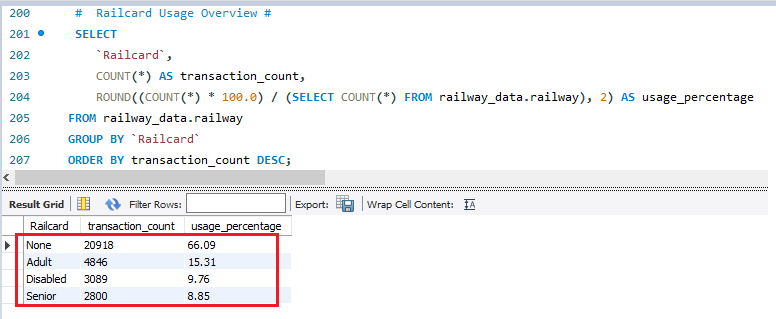 200 # Railcard Usage Overview #
201 SELECT
202 `Railcard`,
203 COUNT(*) AS transaction_count,
204 ROUND((COUNT(*) * 100.0) / (SELECT COUNT(*) FROM railway_data.railway), 2) AS usage_percentage
205 FROM railway_data.railway
206 GROUP BY `Railcard`
207 ORDER BY transaction_count DESC;
Result Grid Filter Rows: Export: Wrap Cell Content: IA
Railcard transaction_count usage_percentage
None 20918 66.09
Adult 4846 15.31
Disabled 3089 9.76
Senior 2800 8.85